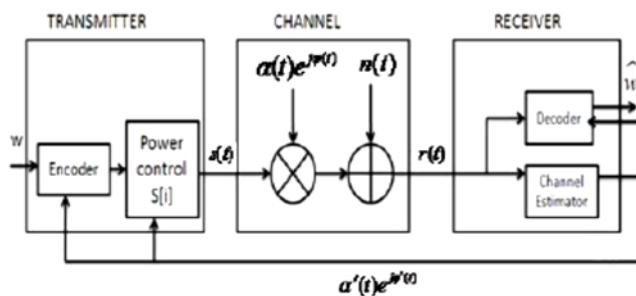 TRANSMITTER
CHANNEL
RECEIVER
α(t)e^{jφ(t)}
n(t)
w
Encoder
Power
control
S[i]
s(t)
r(t)
Decoder
Channel
Estimator
α'(t)e^{jφ'(t)}